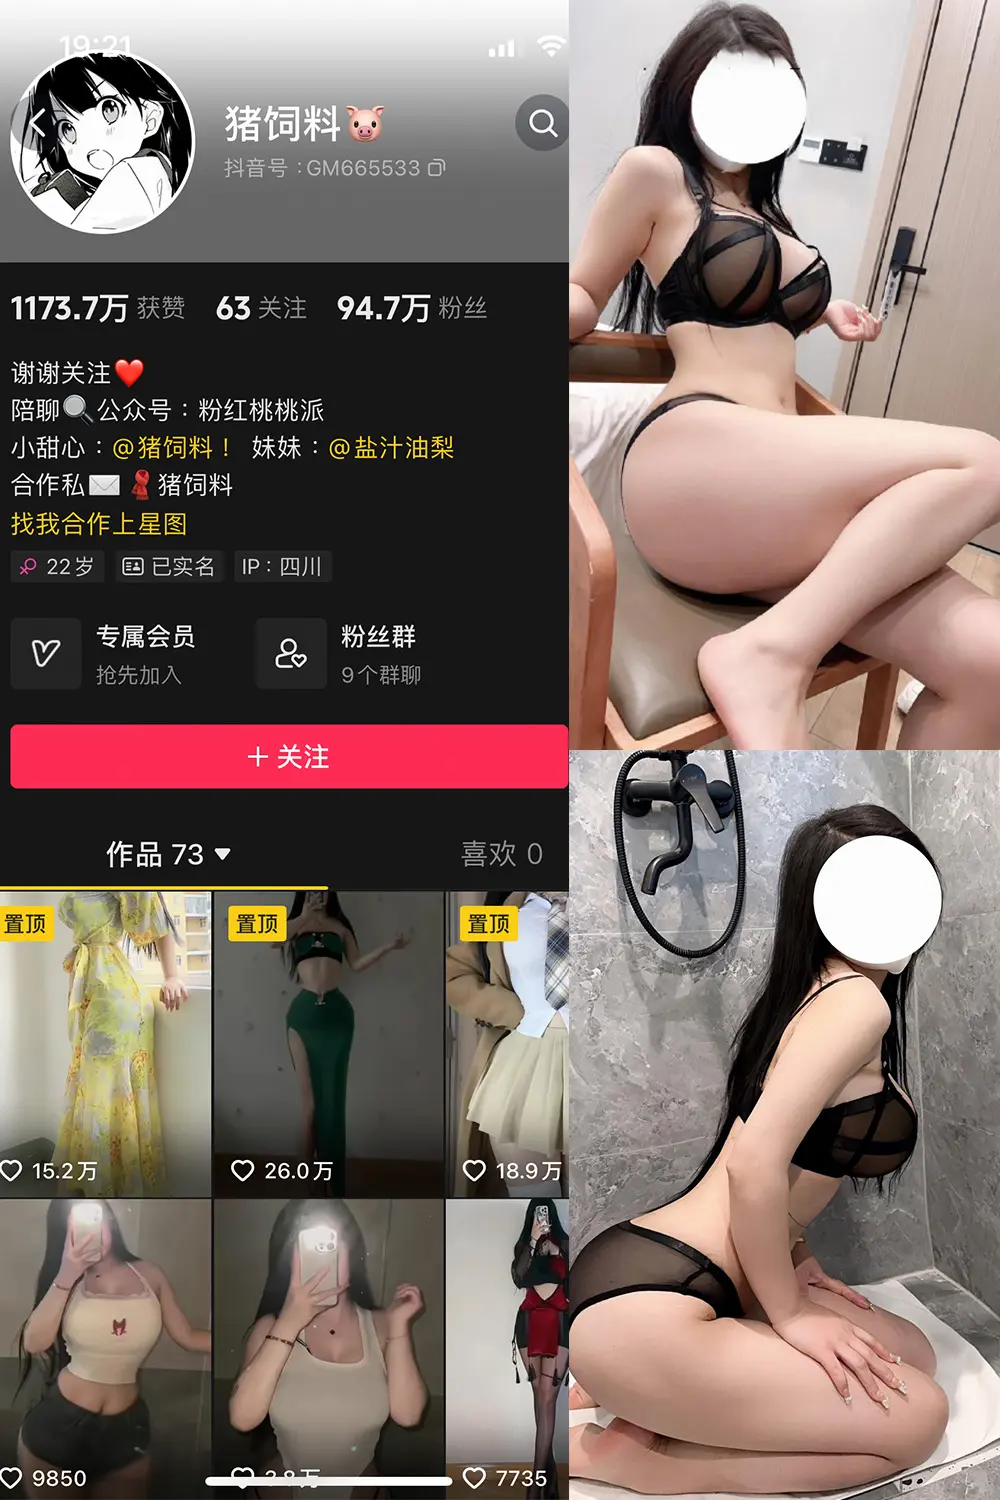 19:21
猪饲料🐷
抖音号：GM665533
1173.7万 获赞 63 关注 94.7万 粉丝
谢谢关注❤️
陪聊🔍公众号：粉红桃桃派
小甜心：@猪饲料！ 妹妹：@盐汁油梨
合作私✉️🧣猪饲料
找我合作上星图
22岁 已实名 IP：四川
专属会员 粉丝群
抢先加入 9个群聊
＋关注
作品 73 喜欢 0
置顶 置顶 置顶
15.2万 26.0万 18.9万
9850 3.8万 7735